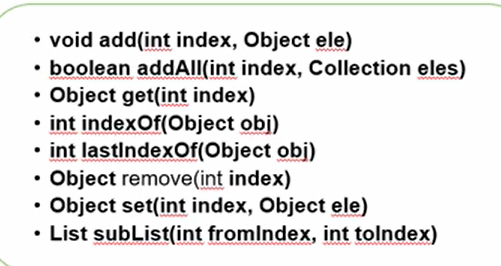 • void add(int index, Object ele)
• boolean addAll(int index, Collection eles)
• Object get(int index)
• int indexOf(Object obj)
• int lastIndexOf(Object obj)
• Object remove(int index)
• Object set(int index, Object ele)
• List subList(int fromIndex, int toIndex)